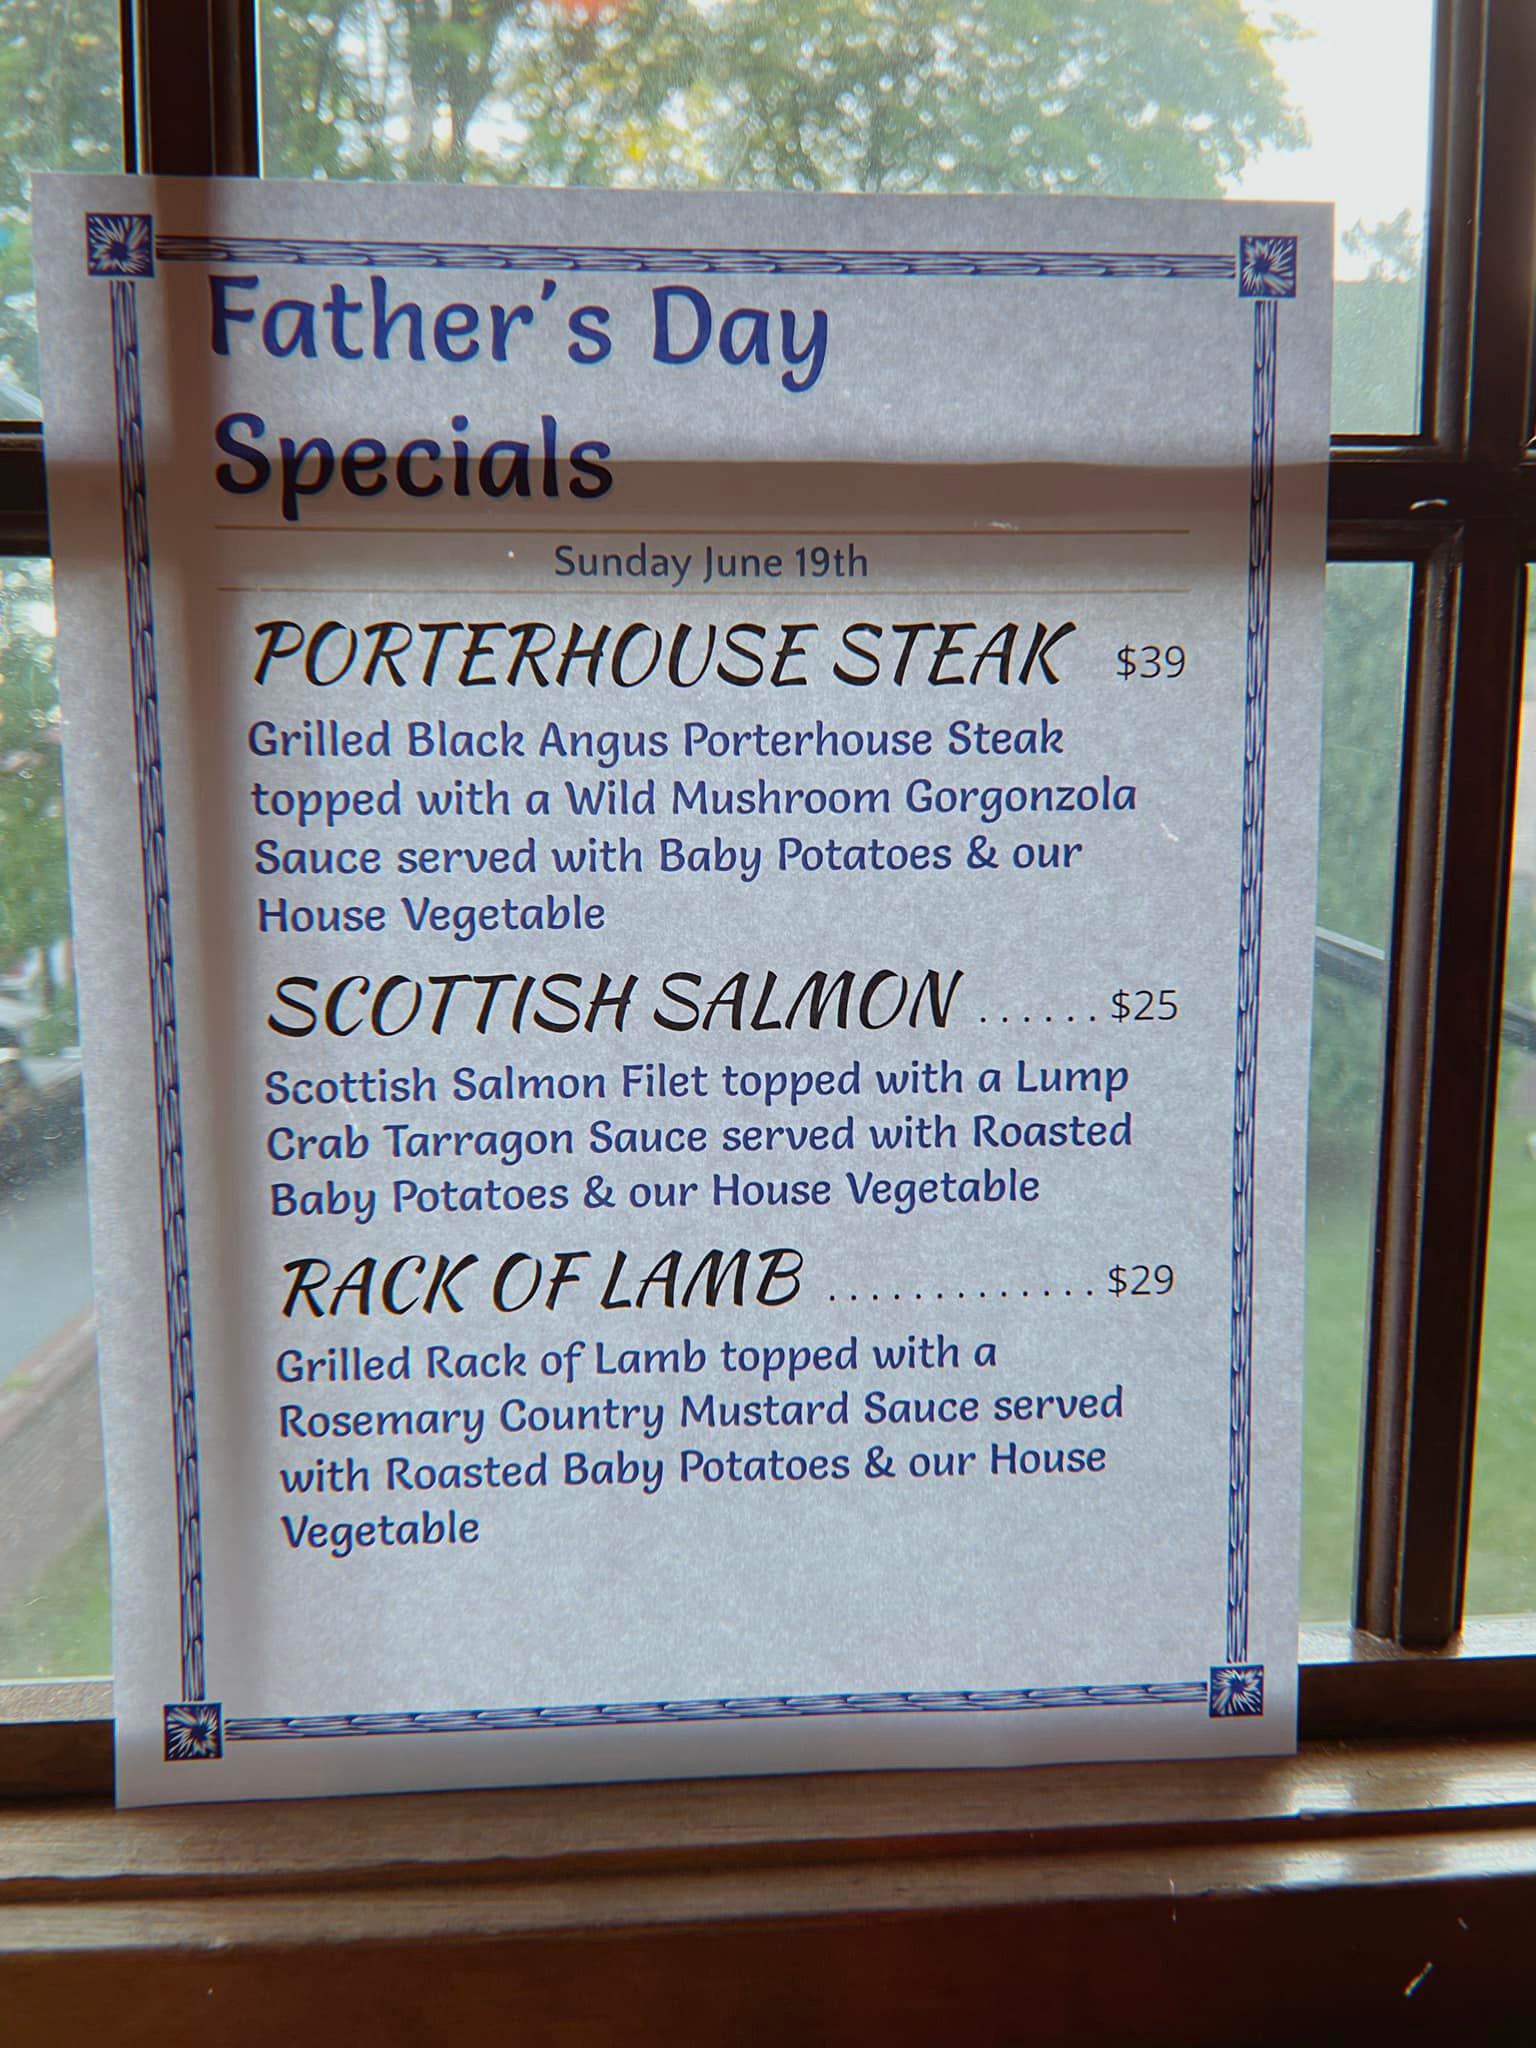 Father's Day
Specials
Sunday June 19th
PORTERHOUSE STEAK $39
Grilled Black Angus Porterhouse Steak
topped with a Wild Mushroom Gorgonzola
Sauce served with Baby Potatoes & our
House Vegetable
SCOTTISH SALMON ......$25
Scottish Salmon Filet topped with a Lump
Crab Tarragon Sauce served with Roasted
Baby Potatoes & our House Vegetable
RACK OF LAMB .............$29
Grilled Rack of Lamb topped with a
Rosemary Country Mustard Sauce served
with Roasted Baby Potatoes & our House
Vegetable